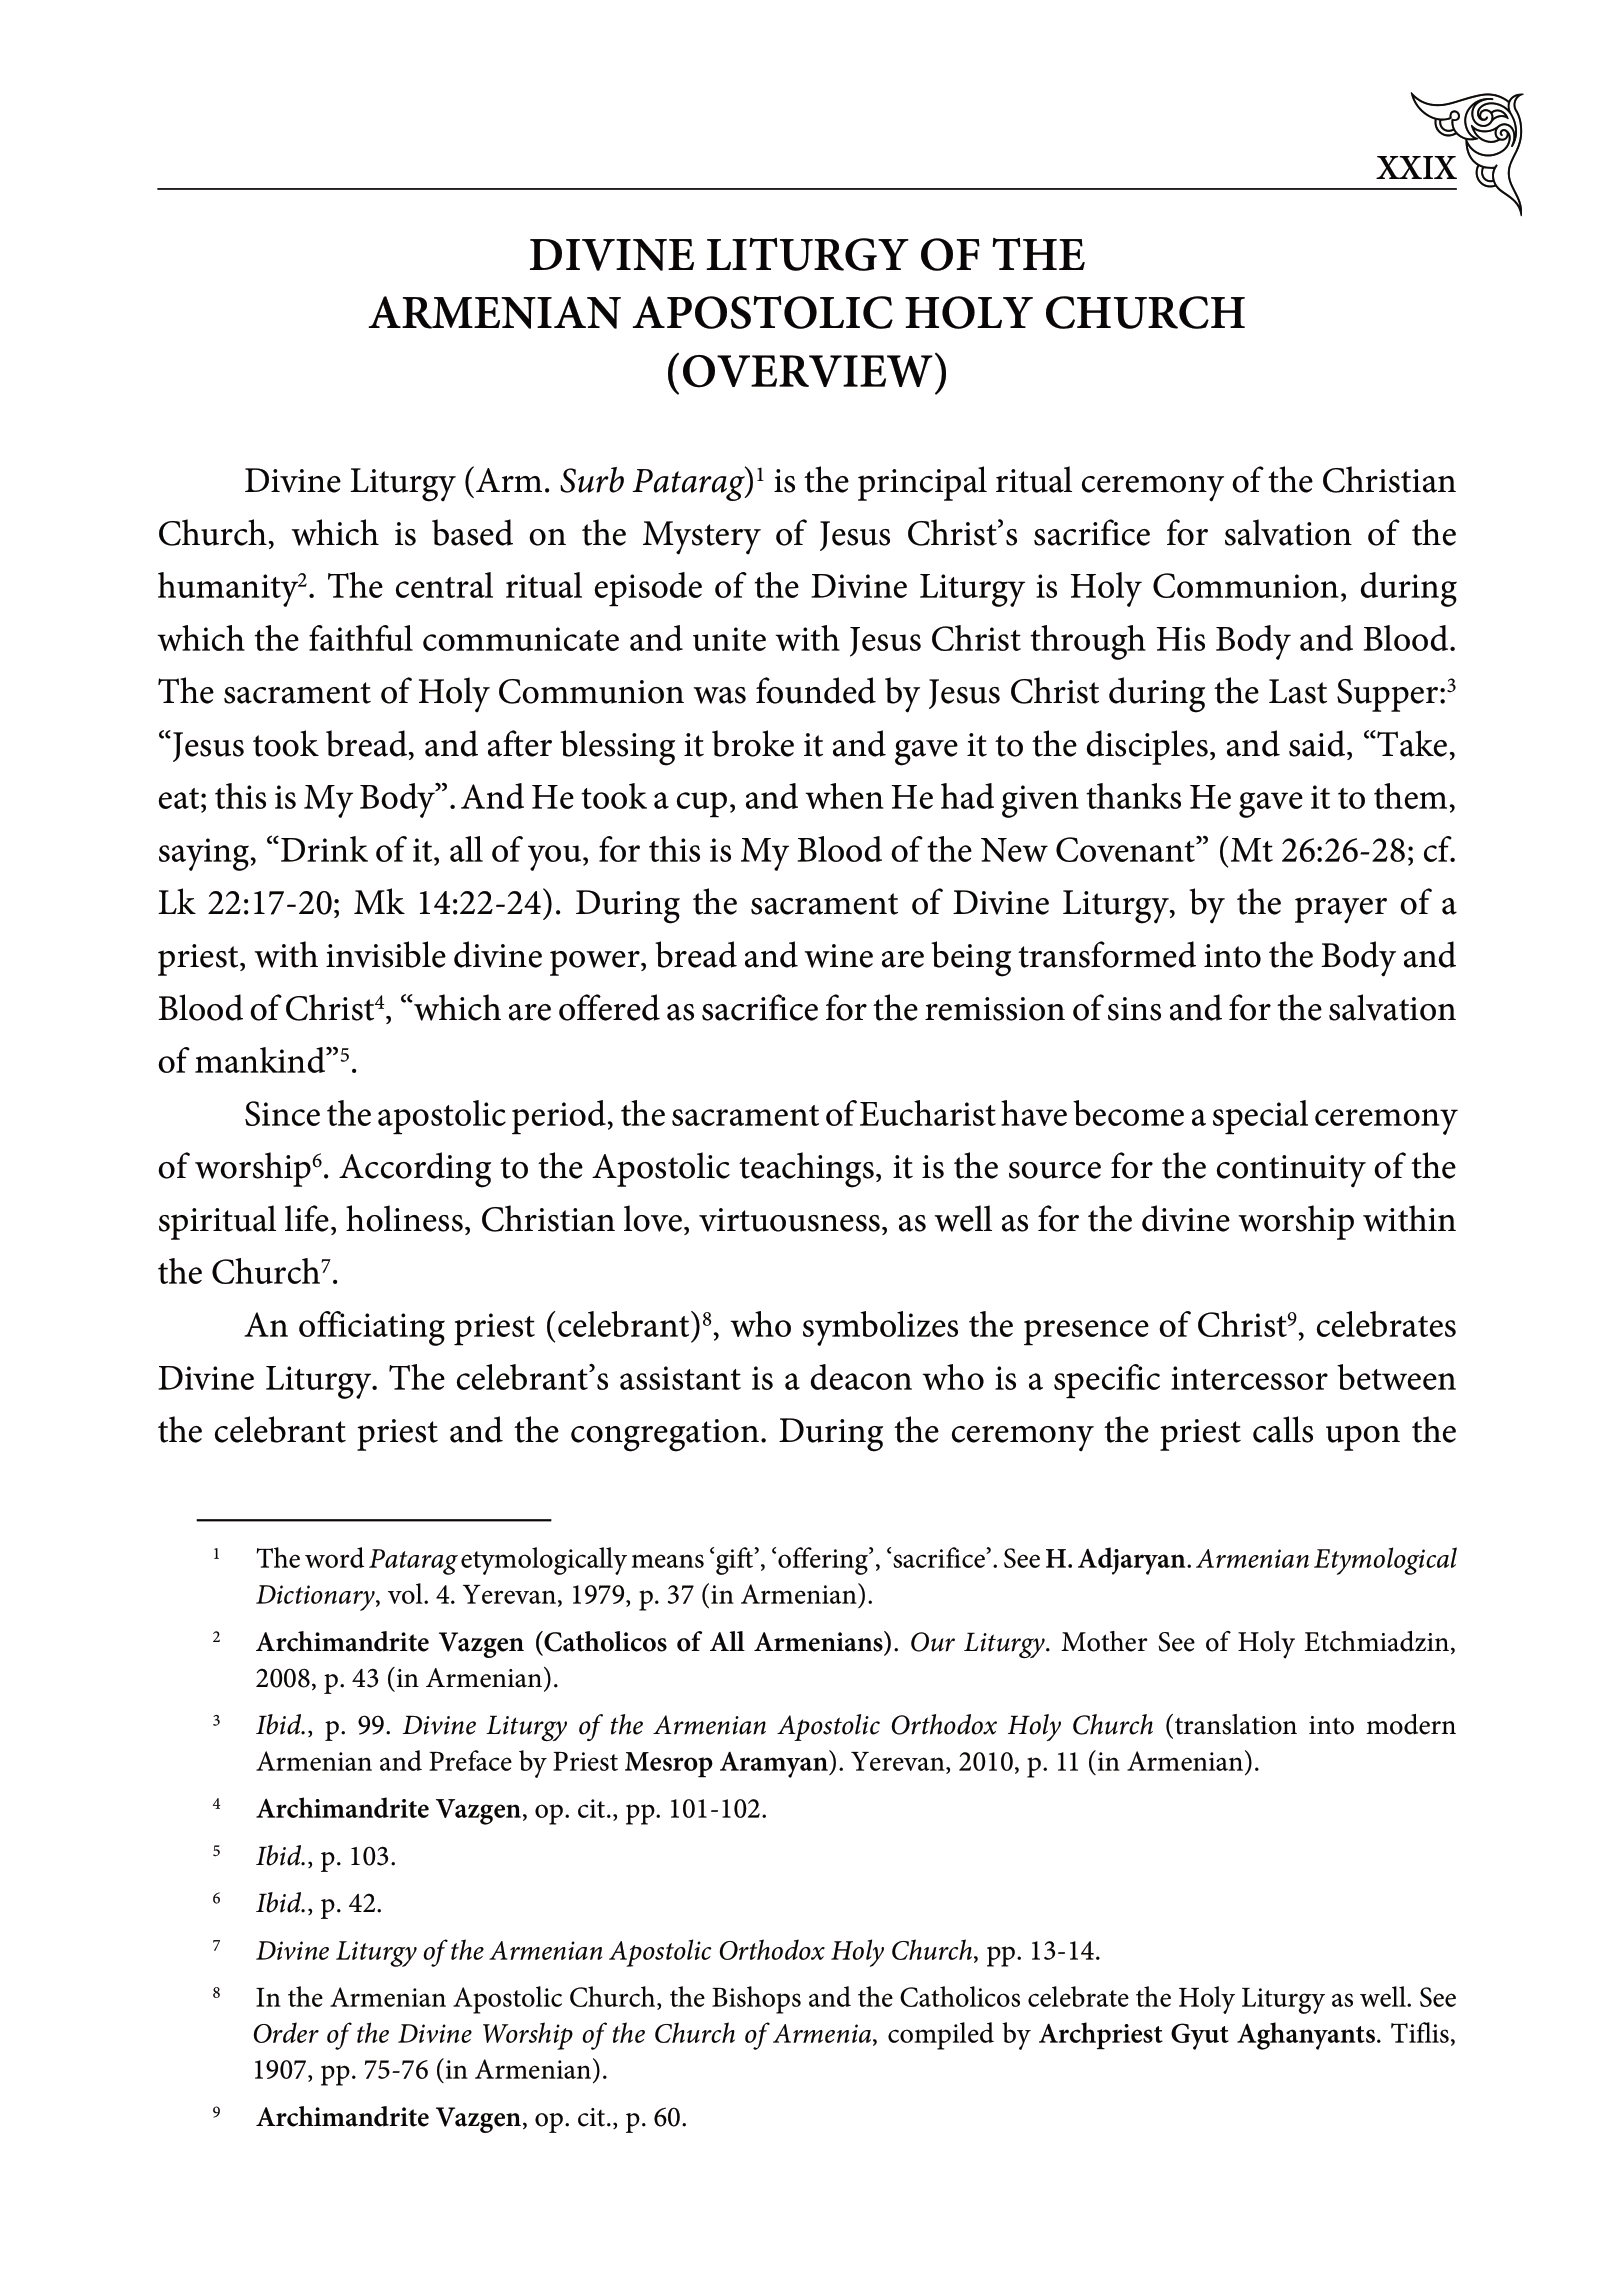 XXIX
DIVINE LITURGY OF THE
ARMENIAN APOSTOLIC HOLY CHURCH
(OVERVIEW)
Divine Liturgy (Arm. Surb Patarag)¹ is the principal ritual ceremony of the Christian
Church, which is based on the Mystery of Jesus Christ’s sacrifice for salvation of the
humanity². The central ritual episode of the Divine Liturgy is Holy Communion, during
which the faithful communicate and unite with Jesus Christ through His Body and Blood.
The sacrament of Holy Communion was founded by Jesus Christ during the Last Supper:³
“Jesus took bread, and after blessing it broke it and gave it to the disciples, and said, “Take,
eat; this is My Body”. And He took a cup, and when He had given thanks He gave it to them,
saying, “Drink of it, all of you, for this is My Blood of the New Covenant” (Mt 26:26-28; cf.
Lk 22:17-20; Mk 14:22-24). During the sacrament of Divine Liturgy, by the prayer of a
priest, with invisible divine power, bread and wine are being transformed into the Body and
Blood of Christ⁴, “which are offered as sacrifice for the remission of sins and for the salvation
of mankind”⁵.
Since the apostolic period, the sacrament of Eucharist have become a special ceremony
of worship⁶. According to the Apostolic teachings, it is the source for the continuity of the
spiritual life, holiness, Christian love, virtuousness, as well as for the divine worship within
the Church⁷.
An officiating priest (celebrant)⁸, who symbolizes the presence of Christ⁹, celebrates
Divine Liturgy. The celebrant’s assistant is a deacon who is a specific intercessor between
the celebrant priest and the congregation. During the ceremony the priest calls upon the
¹ The word Patarag etymologically means ‘gift’, ‘offering’, ‘sacrifice’. See H. Adjaryan. Armenian Etymological
Dictionary, vol. 4. Yerevan, 1979, p. 37 (in Armenian).
² Archimandrite Vazgen (Catholicos of All Armenians). Our Liturgy. Mother See of Holy Etchmiadzin,
2008, p. 43 (in Armenian).
³ Ibid., p. 99. Divine Liturgy of the Armenian Apostolic Orthodox Holy Church (translation into modern
Armenian and Preface by Priest Mesrop Aramyan). Yerevan, 2010, p. 11 (in Armenian).
⁴ Archimandrite Vazgen, op. cit., pp. 101-102.
⁵ Ibid., p. 103.
⁶ Ibid., p. 42.
⁷ Divine Liturgy of the Armenian Apostolic Orthodox Holy Church, pp. 13-14.
⁸ In the Armenian Apostolic Church, the Bishops and the Catholicos celebrate the Holy Liturgy as well. See
Order of the Divine Worship of the Church of Armenia, compiled by Archpriest Gyut Aghanyants. Tiflis,
1907, pp. 75-76 (in Armenian).
⁹ Archimandrite Vazgen, op. cit., p. 60.